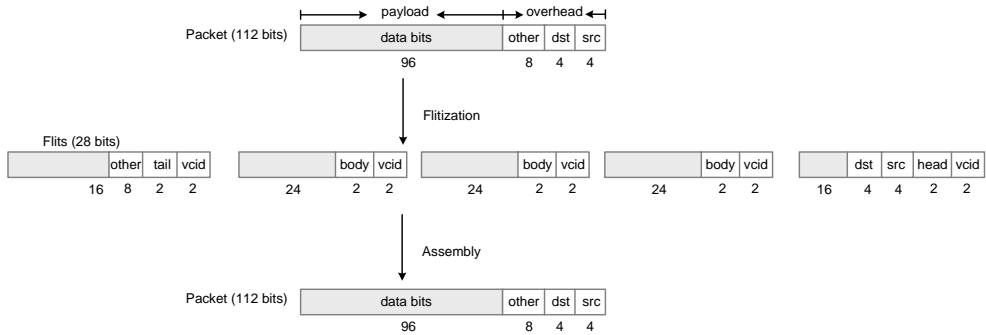 payload overhead
Packet (112 bits) data bits other dst src
96 8 4 4
Flitization
Flits (28 bits)
other tail vcid body vcid body vcid body vcid dst src head vcid
16 8 2 2 24 2 2 24 2 2 24 2 2 16 4 4 2 2
Assembly
Packet (112 bits) data bits other dst src
96 8 4 4